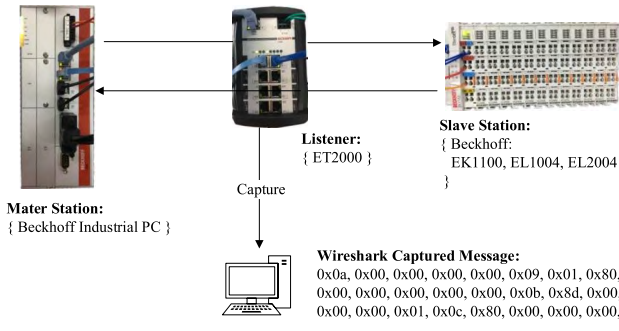 Listener:
{ ET2000 }
Slave Station:
{ Beckhoff:
EK1100, EL1004, EL2004
}
Capture
Mater Station:
{ Beckhoff Industrial PC }
Wireshark Captured Message:
0x0a, 0x00, 0x00, 0x00, 0x00, 0x09, 0x01, 0x80,
0x00, 0x00, 0x00, 0x00, 0x00, 0x0b, 0x8d, 0x00,
0x00, 0x00, 0x01, 0x0c, 0x80, 0x00, 0x00, 0x00,